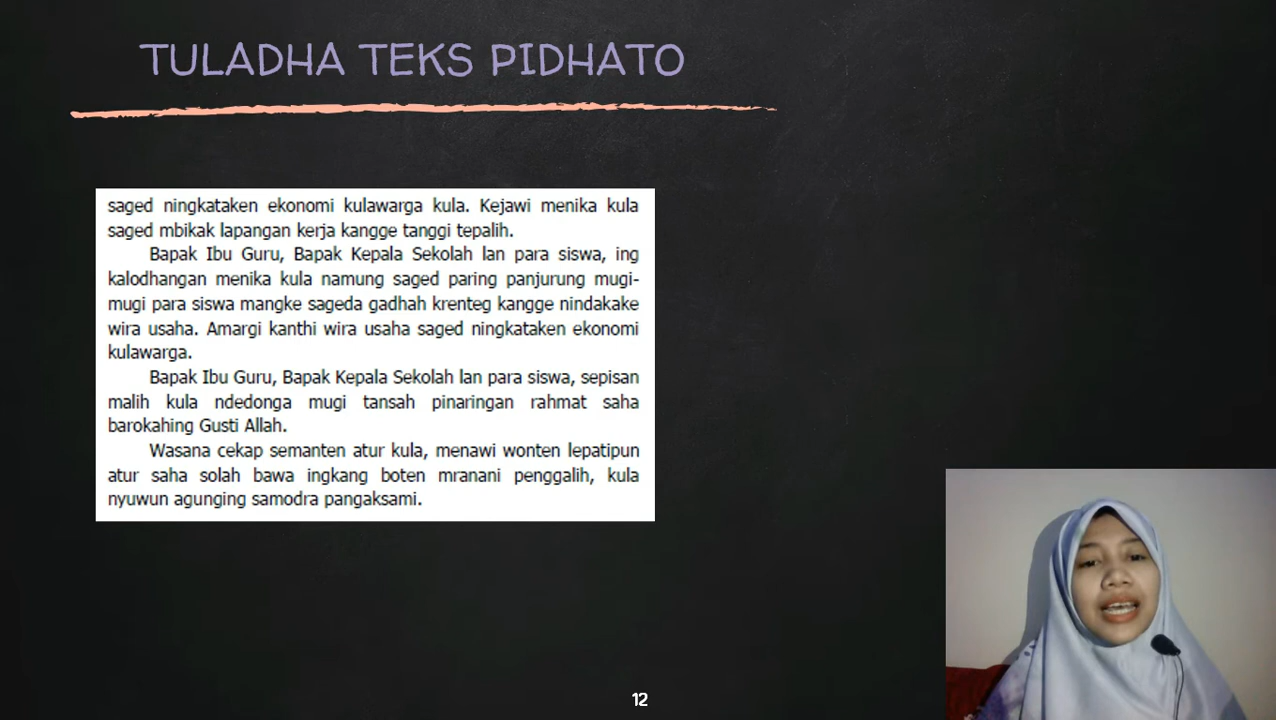 TULADHA TEKS PIDHATO
saged ningkataken ekonomi kulawarga kula. Kejawi menika kula
saged mbikak lapangan kerja kangge tanggi tepalih.
Bapak Ibu Guru, Bapak Kepala Sekolah lan para siswa, ing
kalodhangan menika kula namung saged paring panjurung mugi-
mugi para siswa mangke sageda gadhah krenteg kangge nindakake
wira usaha. Amargi kanthi wira usaha saged ningkataken ekonomi
kulawarga.
Bapak Ibu Guru, Bapak Kepala Sekolah lan para siswa, sepisan
malih kula ndedonga mugi tansah pinaringan rahmat saha
barokahing Gusti Allah.
Wasana cekap semanten atur kula, menawi wonten lepatipun
atur saha solah bawa ingkang boten mranani penggalih, kula
nyuwun agunging samodra pangaksami.
12